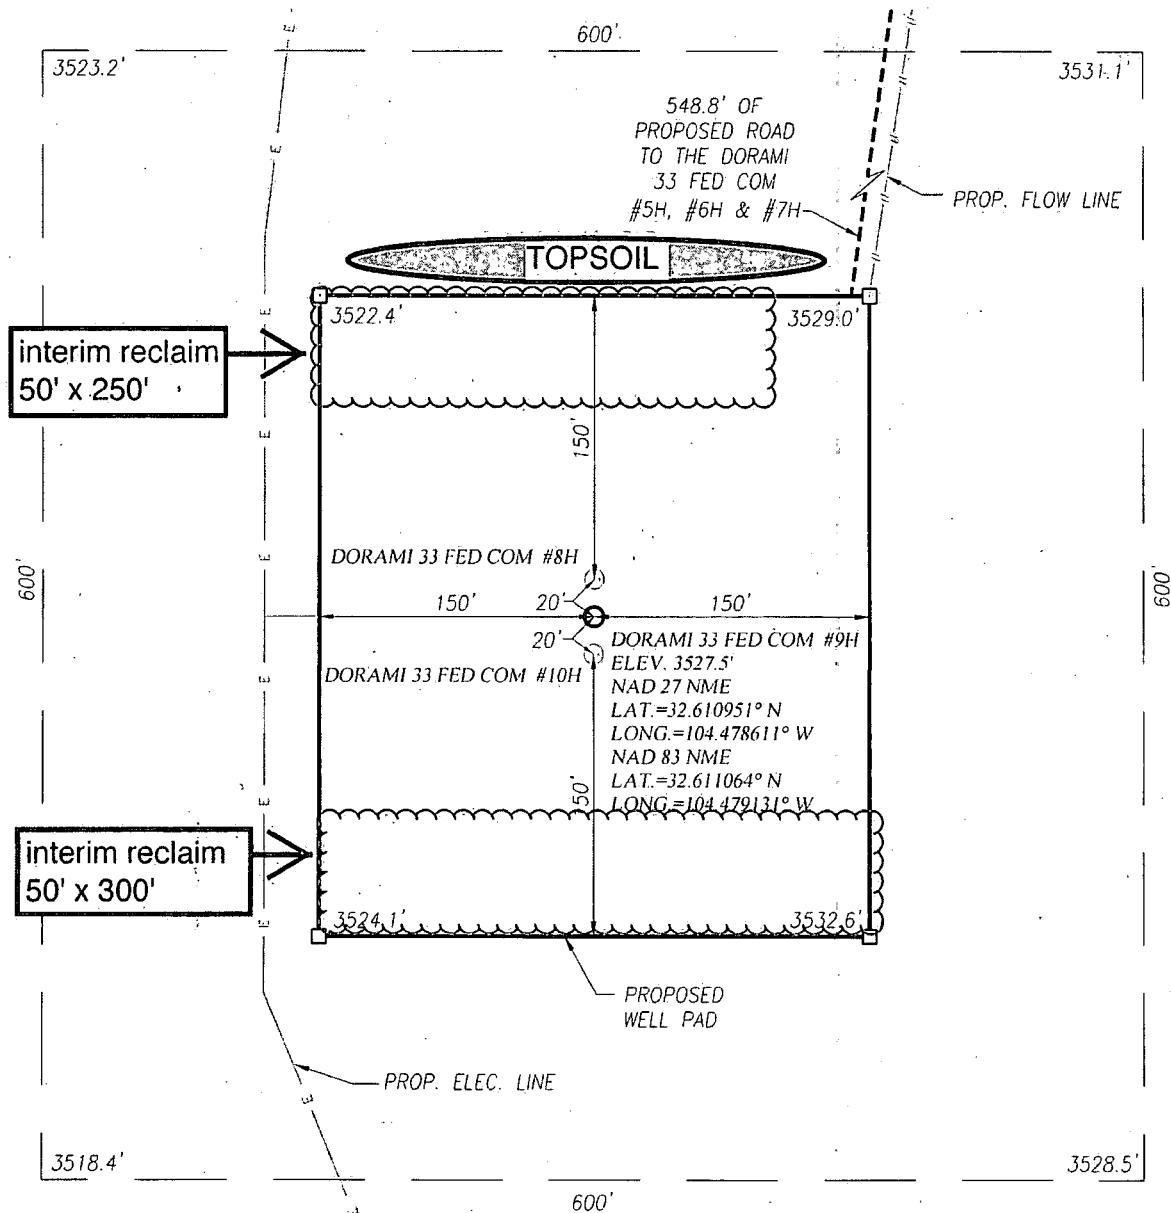 600'
3523.2'
3531.1'
548.8' OF
PROPOSED ROAD
TO THE DORAMI
33 FED COM
#5H, #6H & #7H
PROP. FLOW LINE
TOPSOIL
3522.4'
3529.0'
interim reclaim
50' x 250'
150'
DORAMI 33 FED COM #8H
600'
600'
150'
20'
150'
20'
DORAMI 33 FED COM #9H
DORAMI 33 FED COM #10H
ELEV. 3527.5'
NAD 27 NME
LAT.=32.610951° N
LONG.=104.478611° W
NAD 83 NME
LAT.=32.611064° N
LONG.=104.479131° W
150'
interim reclaim
50' x 300'
3524.1'
3532.6'
PROPOSED
WELL PAD
PROP. ELEC. LINE
3518.4'
3528.5'
600'
E
E
E
E
E
E
E
E
E
E
E